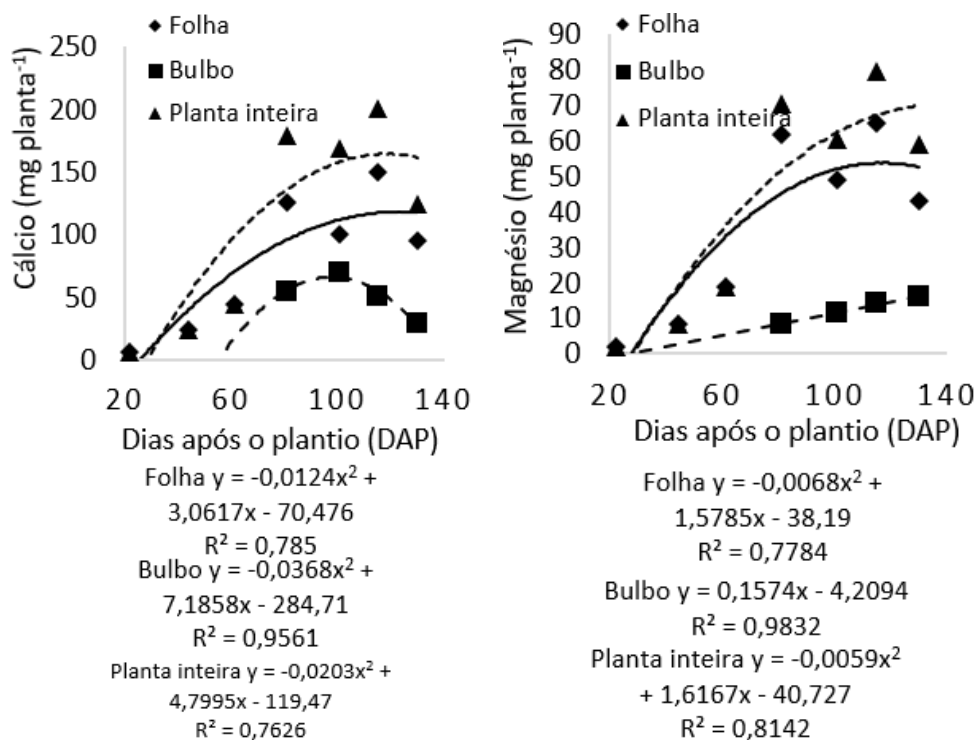 Folha
Bulbo
Planta inteira
Cálcio (mg planta⁻¹)
250
200
150
100
50
0
20 60 100 140
Dias após o plantio (DAP)
Folha y = -0,0124x² +
3,0617x - 70,476
R² = 0,785
Bulbo y = -0,0368x² +
7,1858x - 284,71
R² = 0,9561
Planta inteira y = -0,0203x² +
4,7995x - 119,47
R² = 0,7626
Folha
Bulbo
Planta inteira
Magnésio (mg planta⁻¹)
90
80
70
60
50
40
30
20
10
0
20 60 100 140
Dias após o plantio (DAP)
Folha y = -0,0068x² +
1,5785x - 38,19
R² = 0,7784
Bulbo y = 0,1574x - 4,2094
R² = 0,9832
Planta inteira y = -0,0059x²
+ 1,6167x - 40,727
R² = 0,8142